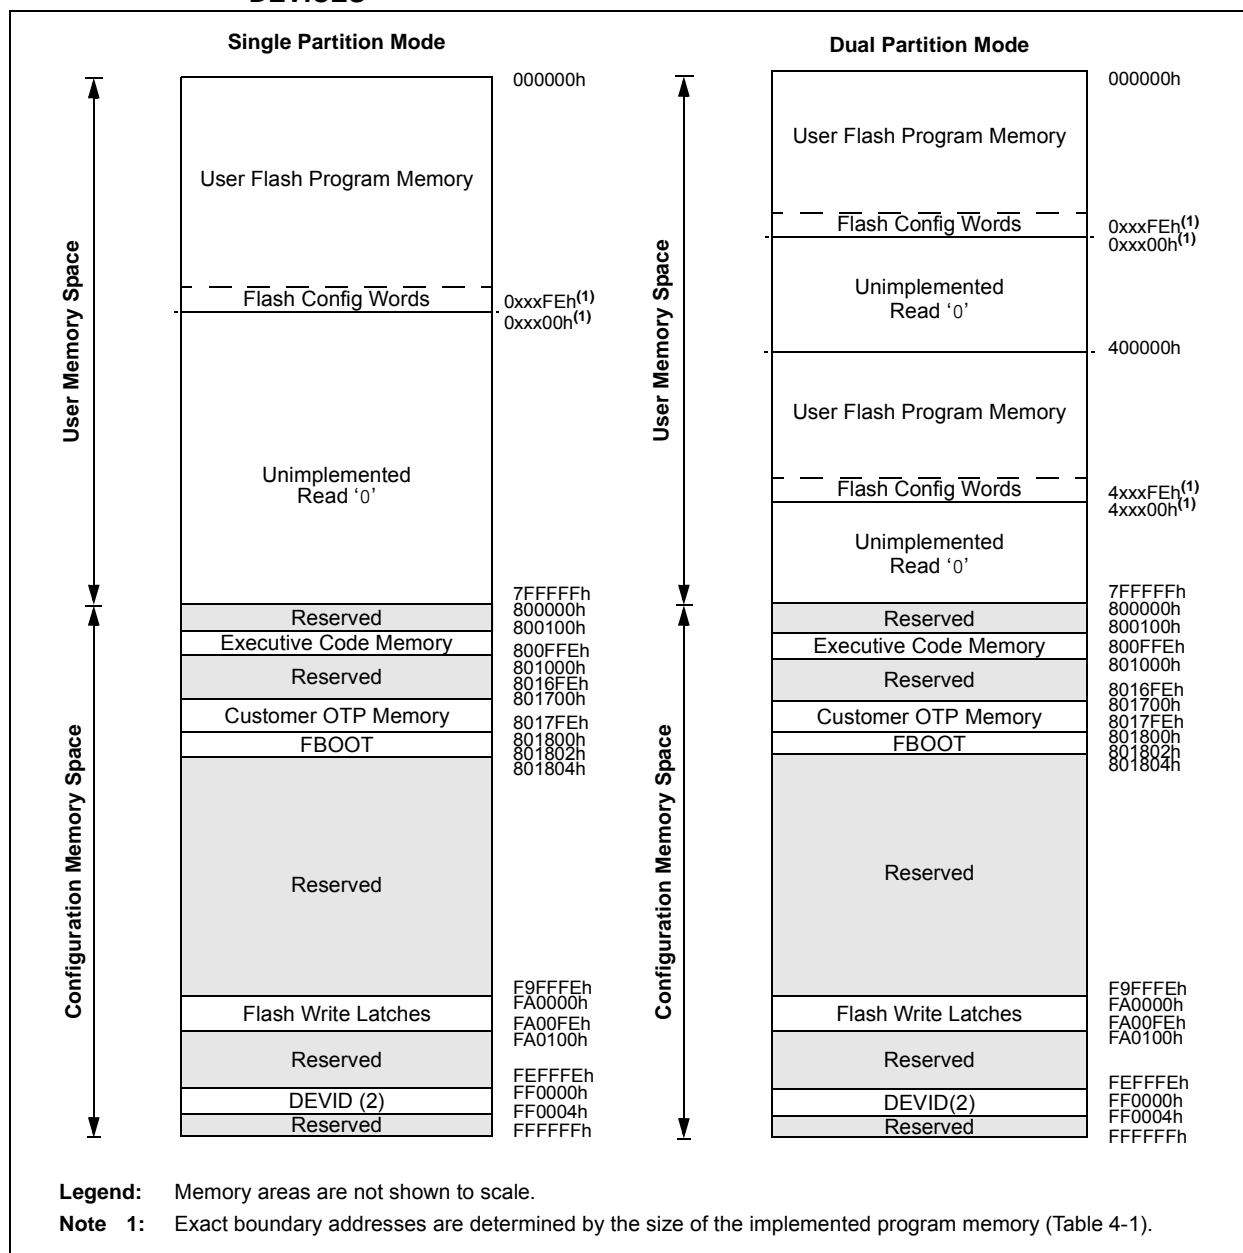 DEVICES
Single Partition Mode
User Memory Space
Configuration Memory Space
User Flash Program Memory
Flash Config Words
Unimplemented
Read ‘0’
Reserved
Executive Code Memory
Reserved
Customer OTP Memory
FBOOT
Reserved
Flash Write Latches
Reserved
DEVID (2)
Reserved
000000h
0xxxFEh(1)
0xxx00h(1)
7FFFFFh
800000h
800100h
800FFEh
801000h
8016FEh
801700h
8017FEh
801800h
801802h
801804h
F9FFFEh
FA0000h
FA00FEh
FA0100h
FEFFFEh
FF0000h
FF0004h
FFFFFFh
Dual Partition Mode
User Memory Space
Configuration Memory Space
User Flash Program Memory
Flash Config Words
Unimplemented
Read ‘0’
User Flash Program Memory
Flash Config Words
Unimplemented
Read ‘0’
Reserved
Executive Code Memory
Reserved
Customer OTP Memory
FBOOT
Reserved
Flash Write Latches
Reserved
DEVID(2)
Reserved
000000h
0xxxFEh(1)
0xxx00h(1)
400000h
4xxxFEh(1)
4xxx00h(1)
7FFFFFh
800000h
800100h
800FFEh
801000h
8016FEh
801700h
8017FEh
801800h
801802h
801804h
F9FFFEh
FA0000h
FA00FEh
FA0100h
FEFFFEh
FF0000h
FF0004h
FFFFFFh
Legend: Memory areas are not shown to scale.
Note 1: Exact boundary addresses are determined by the size of the implemented program memory (Table 4-1).